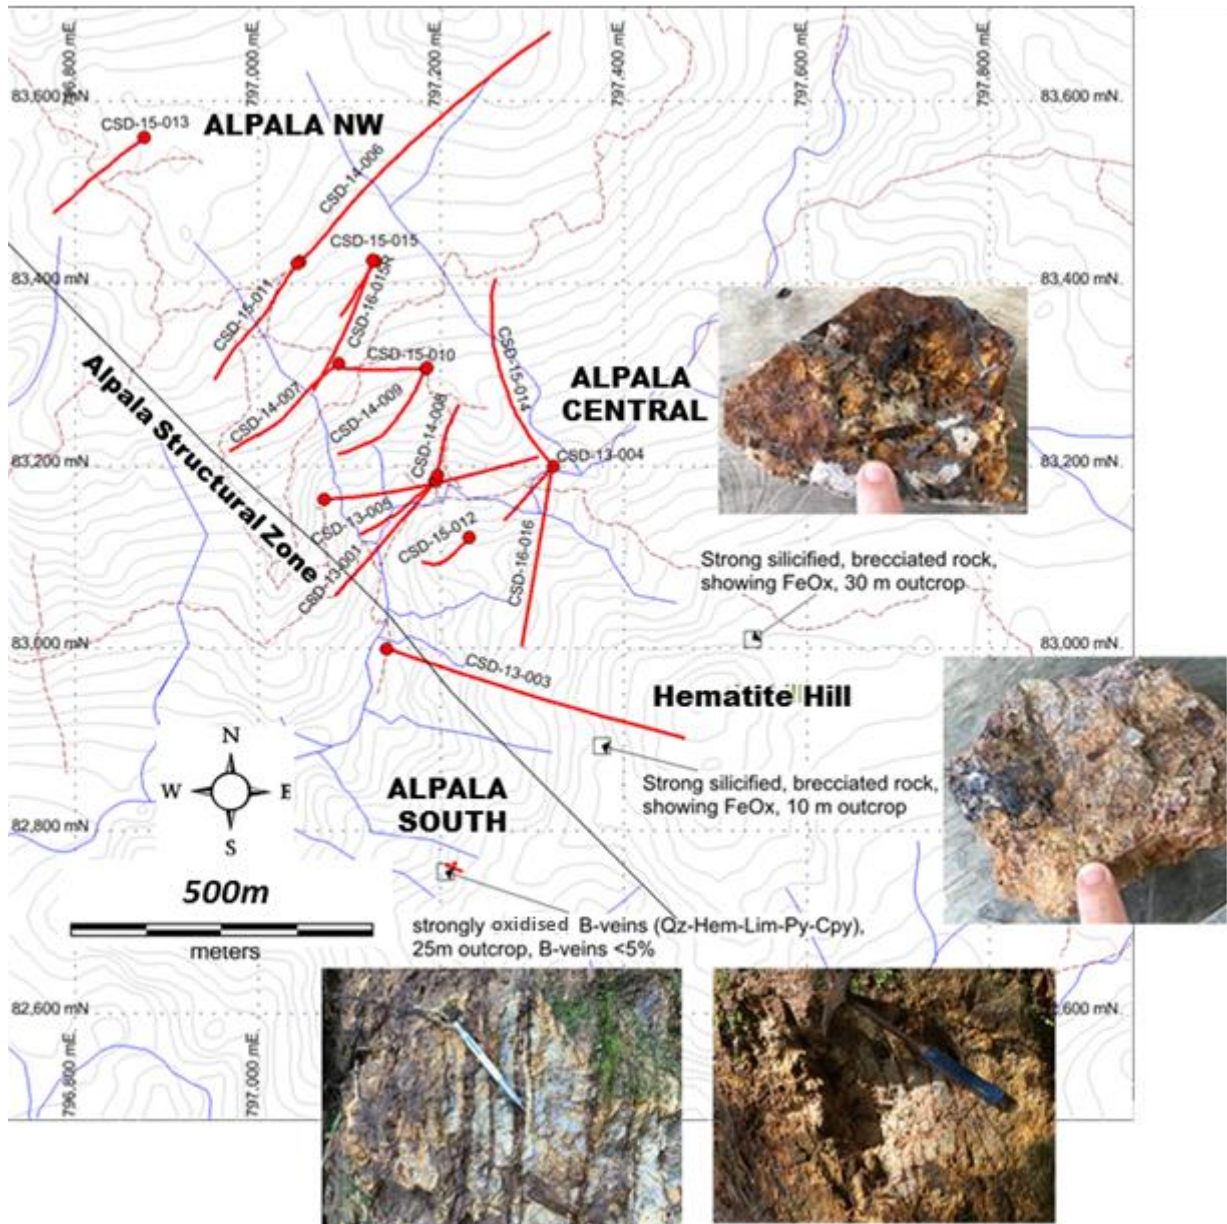 796,800 mE
797,000 mE
797,200 mE
797,400 mE
797,600 mE
797,800 mE
83,600 mN
83,600 mN
CSD-15-013
ALPALA NW
CSD-14-006
CSD-15-015
CSD-16-015R
CSD-15-011
83,400 mN
83,400 mN
CSD-15-010
CSD-15-014
ALPALA
CENTRAL
CSD-14-007
CSD-14-009
CSD-14-008
Alpala Structural Zone
83,200 mN
83,200 mN
CSD-13-004
CSD-13-005
CSD-15-012
CSD-13-001
CSD-16-016
Strong silicified, brecciated rock,
showing FeOx, 30 m outcrop
83,000 mN
83,000 mN
CSD-13-003
Hematite Hill
N
W
E
S
ALPALA
SOUTH
Strong silicified, brecciated rock,
showing FeOx, 10 m outcrop
82,800 mN
500m
meters
strongly oxidised B-veins (Qz-Hem-Lim-Py-Cpy),
25m outcrop, B-veins <5%
82,600 mN
,600 mN
796,800 mE
797,000 mE